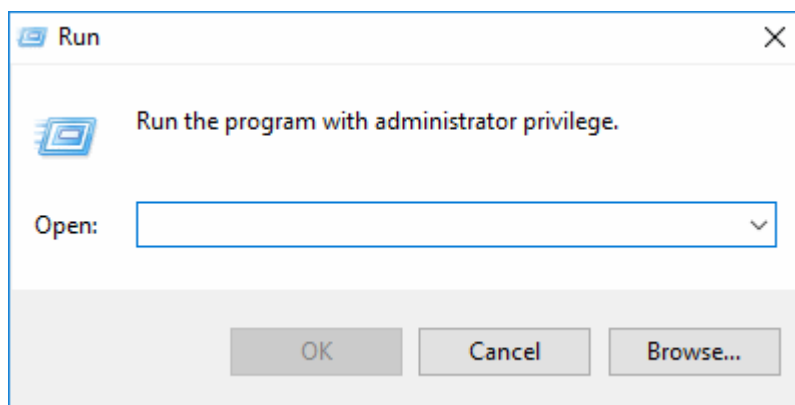 Run
Run the program with administrator privilege.
Open:
OK Cancel Browse...